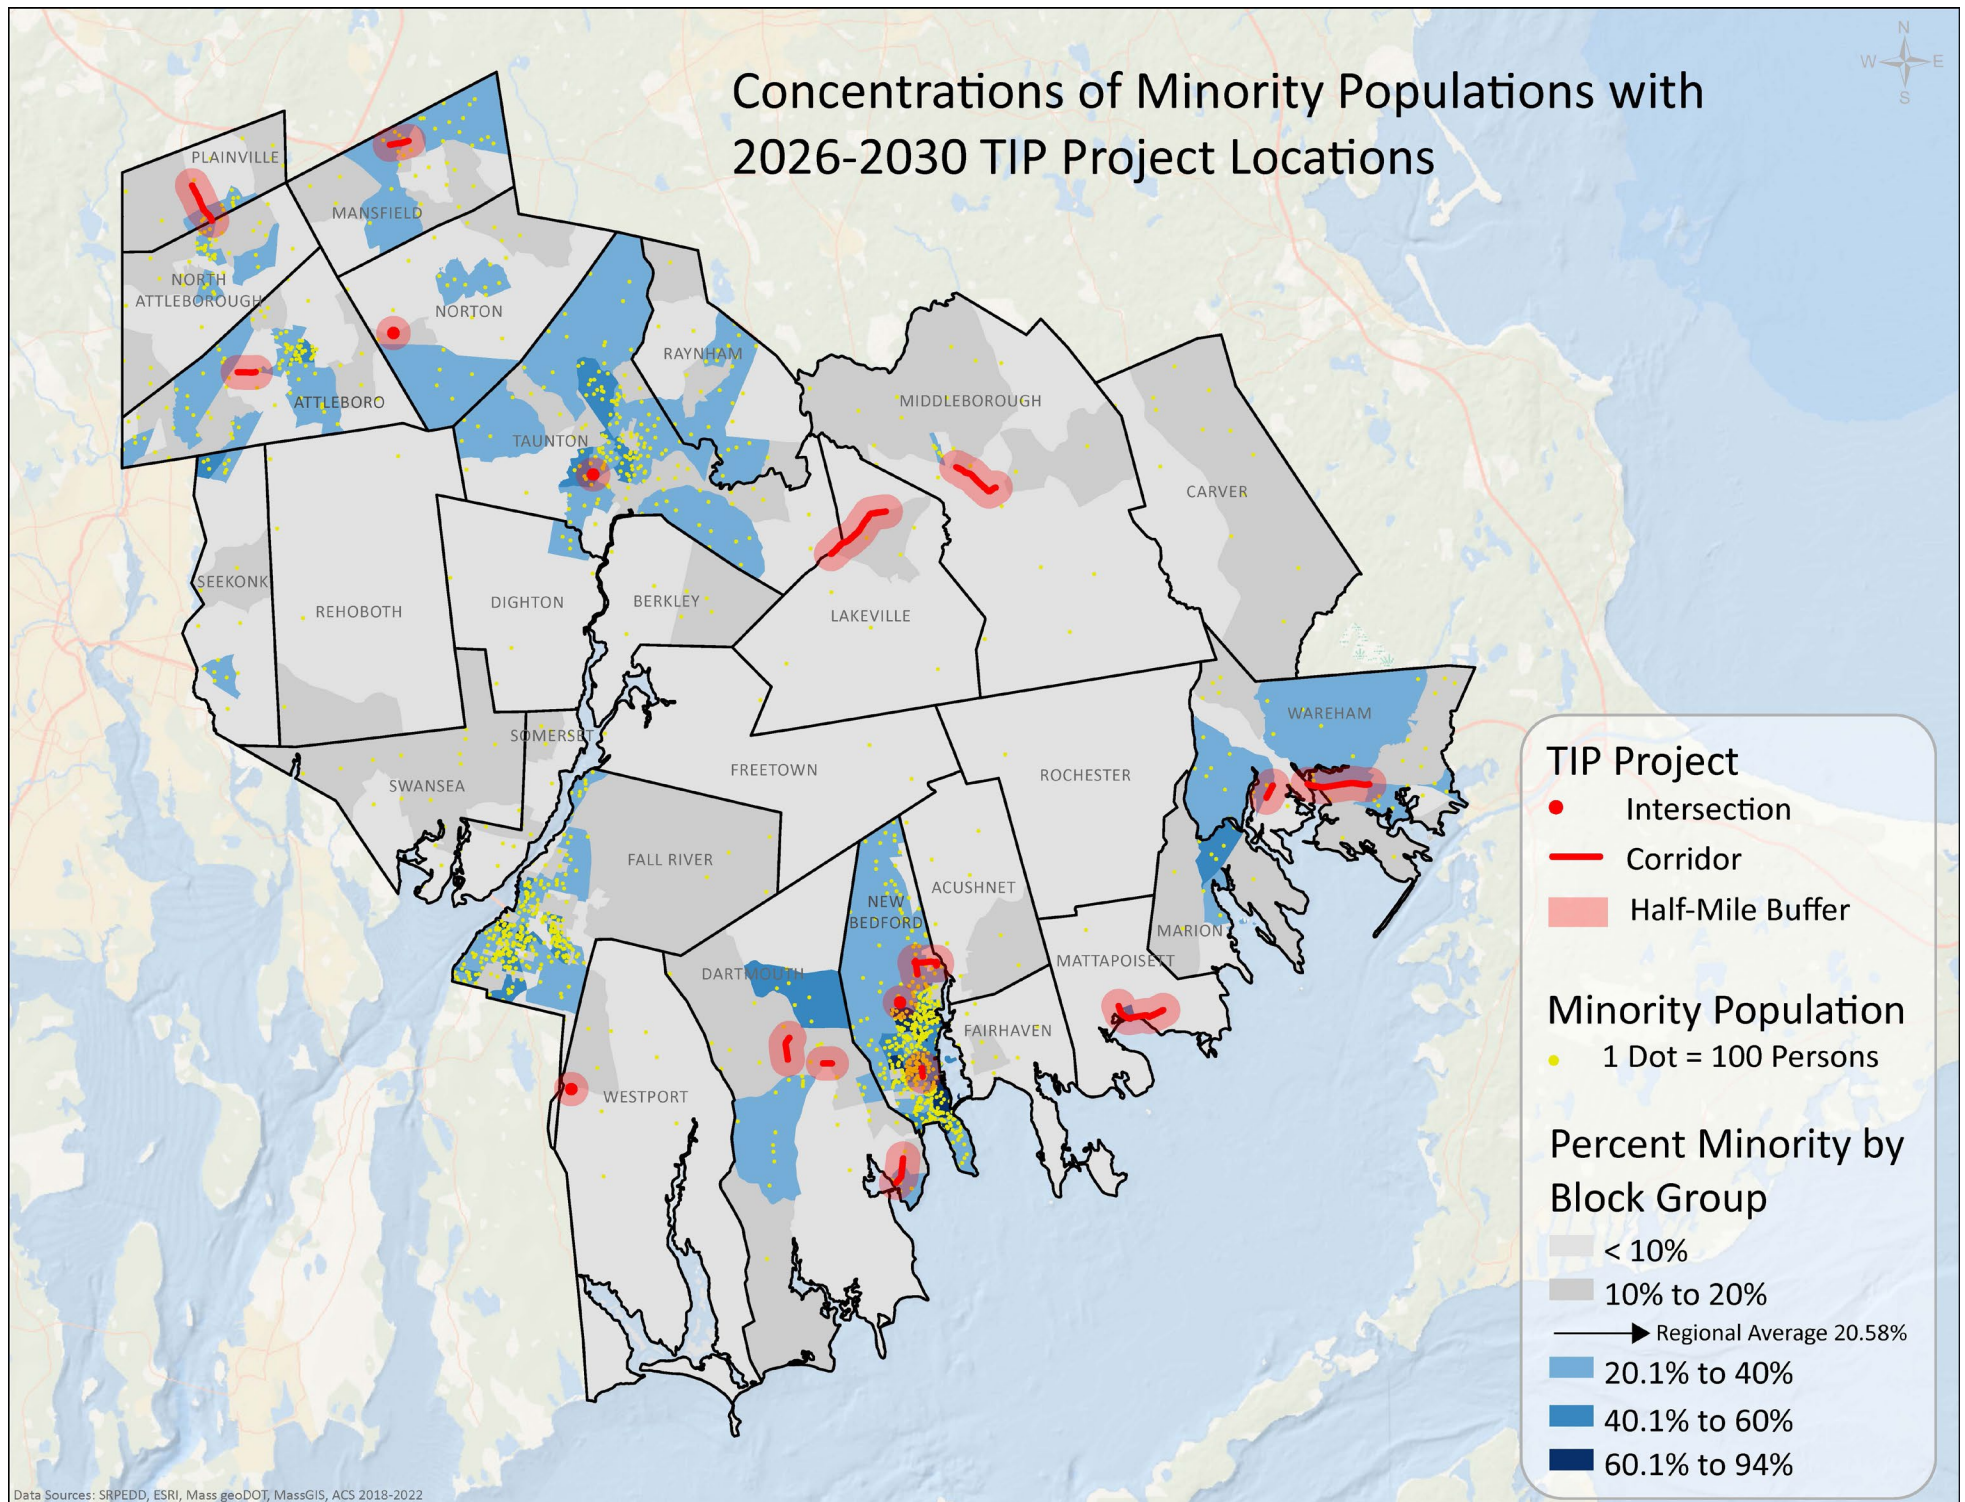 N
W E
S
Concentrations of Minority Populations with
2026-2030 TIP Project Locations
PLAINVILLE
MANSFIELD
NORTH
ATTLEBOROUGH
NORTON
RAYNHAM
ATTLEBORO
TAUNTON
MIDDLEBOROUGH
CARVER
SEEKONK
REHOBOTH
DIGHTON
BERKLEY
LAKEVILLE
WAREHAM
SOMERSET
SWANSEA
FREETOWN
ROCHESTER
FALL RIVER
ACUSHNET
NEW
BEDFORD
MARION
DARTMOUTH
MATTAPOISETT
FAIRHAVEN
WESTPORT
TIP Project
Intersection
Corridor
Half-Mile Buffer
Minority Population
1 Dot = 100 Persons
Percent Minority by
Block Group
< 10%
10% to 20%
Regional Average 20.58%
20.1% to 40%
40.1% to 60%
60.1% to 94%
Data Sources: SRPEDD, ESRI, Mass geoDOT, MassGIS, ACS 2018-2022